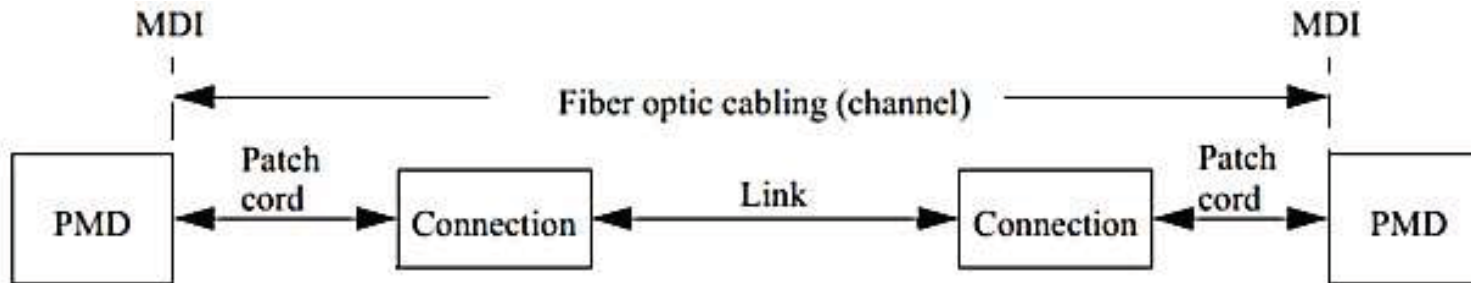 MDI
MDI
Fiber optic cabling (channel)
Patch
cord
Link
Patch
cord
PMD
Connection
Connection
PMD